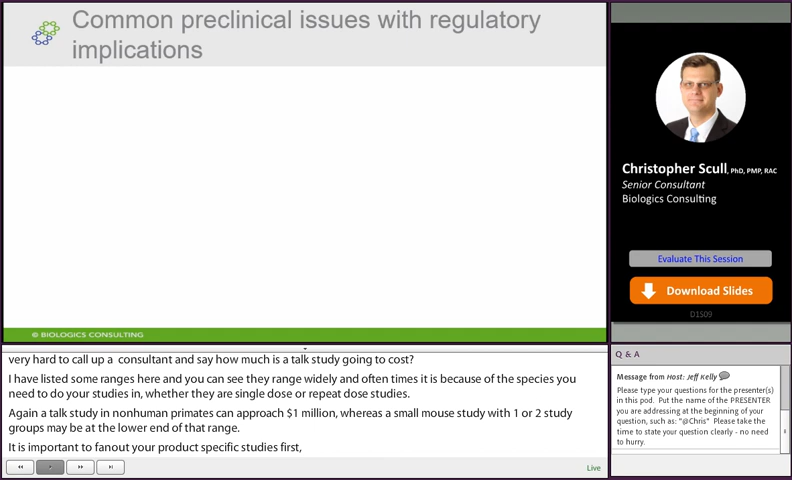 Common preclinical issues with regulatory
implications
© BIOLOGICS CONSULTING
very hard to call up a consultant and say how much is a talk study going to cost?
I have listed some ranges here and you can see they range widely and often times it is because of the species you
need to do your studies in, whether they are single dose or repeat dose studies.
Again a talk study in nonhuman primates can approach $1 million, whereas a small mouse study with 1 or 2 study
groups may be at the lower end of that range.
It is important to fanout your product specific studies first,
Live
Christopher Scull, PhD, PMP, RAC
Senior Consultant
Biologics Consulting
Evaluate This Session
Download Slides
D1S09
Q & A
Message from Host: Jeff Kelly
Please type your questions for the presenter(s)
in this pod. Put the name of the PRESENTER
you are addressing at the beginning of your
question, such as: "@Chris" Please take the
time to state your question clearly - no need
to hurry.